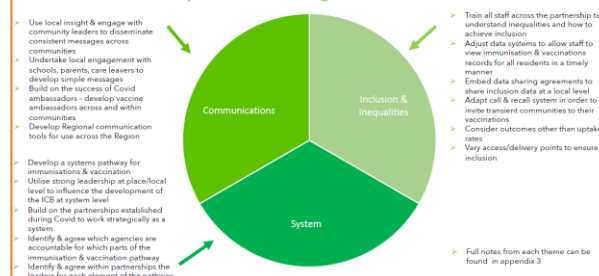 Use local insight & engage with
community leaders to disseminate
consistent messages across
communities
Undertake local engagement with
schools, parents, care leavers to
develop simple messages
Build on the success of Covid
ambassadors – develop vaccine
ambassadors across and within
communities
Develop Regional communication
tools for use across the Region
Develop a systems pathway for
immunisations & vaccination
Utilise strong leadership at place/local
level to influence the development of
the ICB at system level
Build on the partnerships established
during Covid to work strategically as a
system
Identify & agree which agencies are
accountable for which parts of the
immunisation & vaccination pathway
Identify & agree within partnerships the
leaders for each element of the pathway
Communications
Inclusion &
Inequalities
System
Train all staff across the partnership to
understand inequalities and how to
achieve inclusion
Adjust data systems to allow staff to
view immunisation & vaccinations
records for all residents in a timely
manner
Embed data sharing agreements to
share inclusion data at a local level
Adapt call & recall system in order to
invite transient communities to their
vaccinations
Consider outcomes other than uptake
rates
Vary access/delivery points to ensure
inclusion
Full notes from each theme can be
found in appendix 3